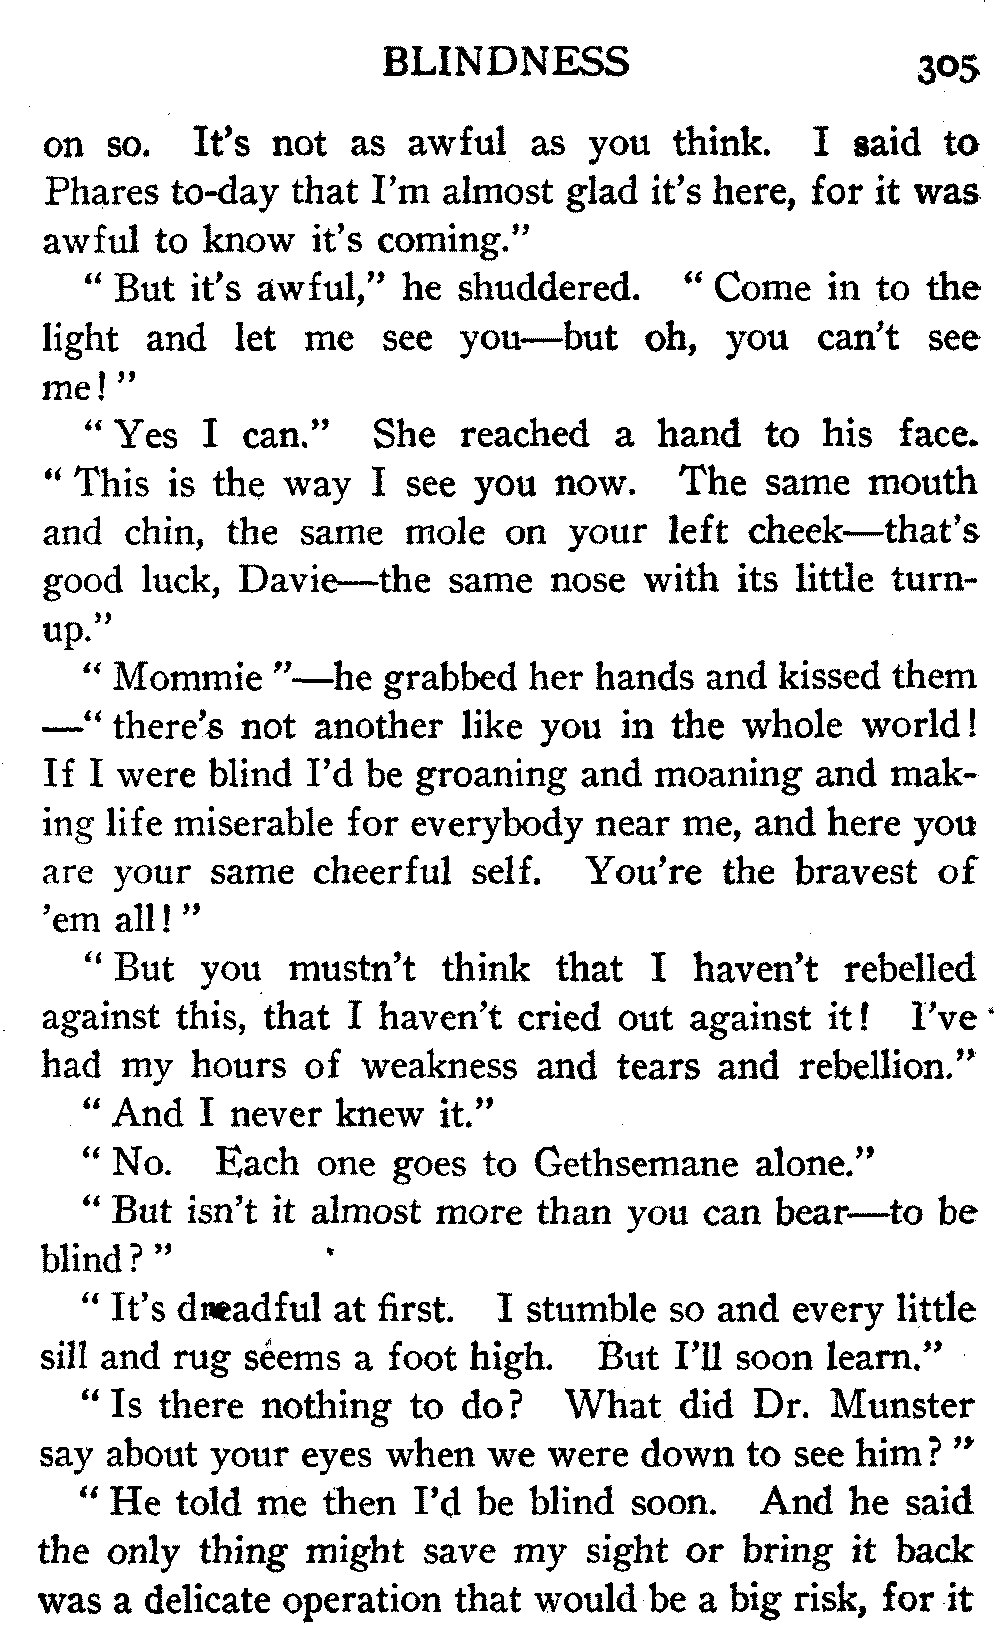 BLINDNESS 305
on so. It's not as awful as you think. I said to
Phares to-day that I'm almost glad it's here, for it was
awful to know it's coming."
" But it's awful," he shuddered. " Come in to the
light and let me see you—but oh, you can't see
me! "
" Yes I can." She reached a hand to his face.
" This is the way I see you now. The same mouth
and chin, the same mole on your left cheek—that's
good luck, Davie—the same nose with its little turn-
up."
" Mommie "—he grabbed her hands and kissed them
—" there's not another like you in the whole world!
If I were blind I'd be groaning and moaning and mak-
ing life miserable for everybody near me, and here you
are your same cheerful self. You're the bravest of
'em all! "
" But you mustn't think that I haven't rebelled
against this, that I haven't cried out against it! I've
had my hours of weakness and tears and rebellion."
" And I never knew it."
" No. Each one goes to Gethsemane alone."
" But isn't it almost more than you can bear—to be
blind? "
" It's dreadful at first. I stumble so and every little
sill and rug seems a foot high. But I'll soon learn."
" Is there nothing to do? What did Dr. Munster
say about your eyes when we were down to see him? "
" He told me then I'd be blind soon. And he said
the only thing might save my sight or bring it back
was a delicate operation that would be a big risk, for it